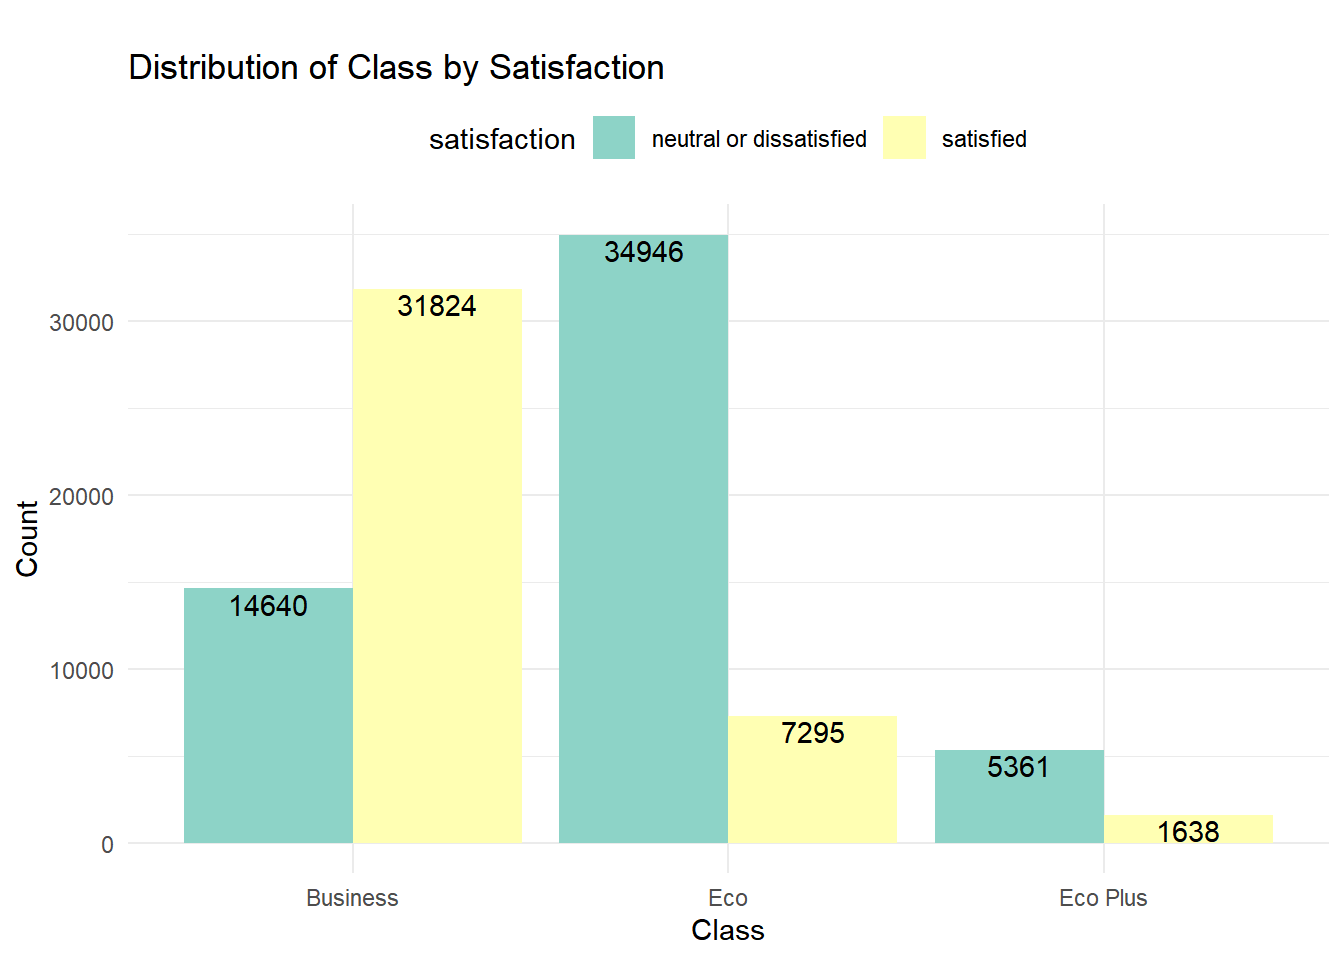 Distribution of Class by Satisfaction
satisfaction neutral or dissatisfied satisfied
34946
31824
30000
20000
Count
14640
10000
7295
5361
1638
0
Business Eco Eco Plus
Class